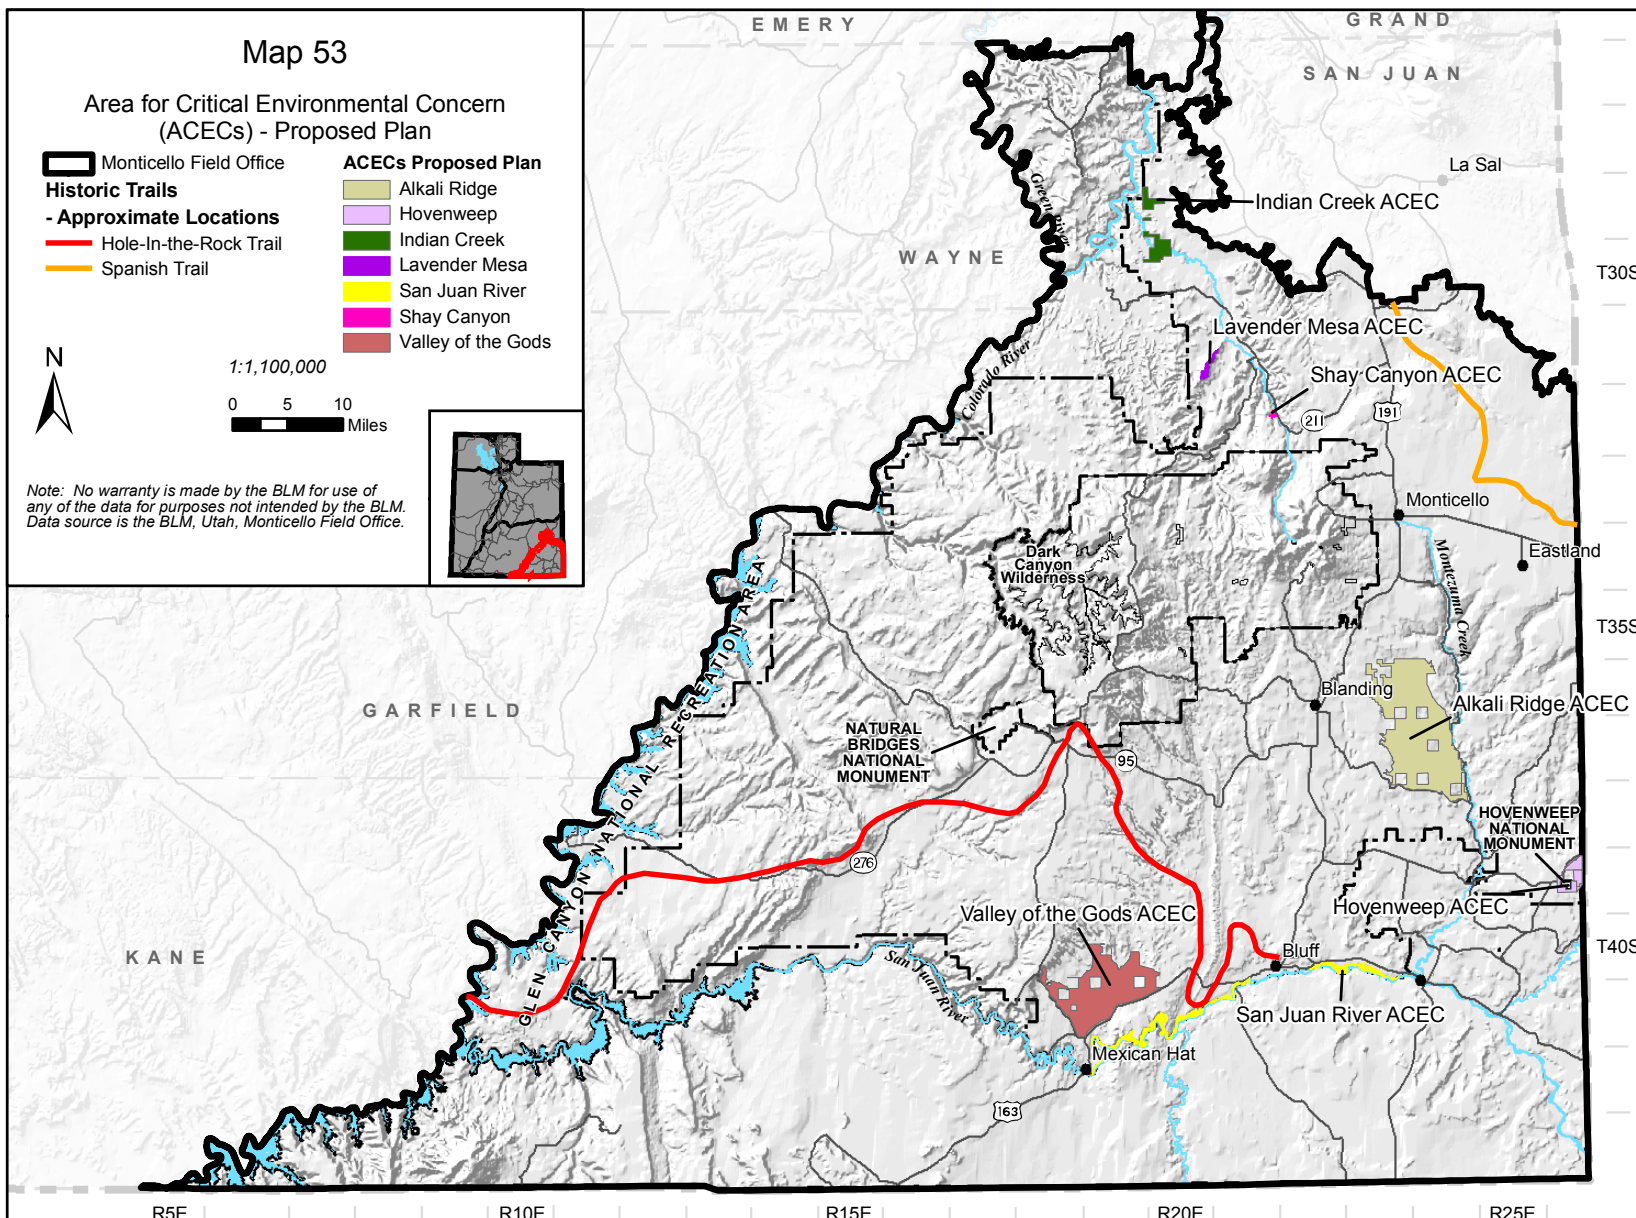 Map 53
Area for Critical Environmental Concern
(ACECs) - Proposed Plan
Monticello Field Office
Historic Trails
- Approximate Locations
Hole-In-the-Rock Trail
Spanish Trail
ACECs Proposed Plan
Alkali Ridge
Hovenweep
Indian Creek
Lavender Mesa
San Juan River
Shay Canyon
Valley of the Gods
N
1:1,100,000
0 5 10
Miles
Note: No warranty is made by the BLM for use of
any of the data for purposes not intended by the BLM.
Data source is the BLM, Utah, Monticello Field Office.
EMERY
GRAND
SAN JUAN
La Sal
Indian Creek ACEC
Green River
WAYNE
T30S
Lavender Mesa ACEC
Colorado River
Shay Canyon ACEC
211
191
Monticello
Eastland
Dark
Canyon
Wilderness
Montezuma Creek
T35S
GLEN CANYON NATIONAL RECREATION AREA
GARFIELD
Blanding
Alkali Ridge ACEC
NATURAL
BRIDGES
NATIONAL
MONUMENT
95
HOVENWEEP
NATIONAL
MONUMENT
276
Hovenweep ACEC
Valley of the Gods ACEC
KANE
Bluff
T40S
San Juan River
San Juan River ACEC
Mexican Hat
163
R5E
R10E
R15E
R20E
R25E